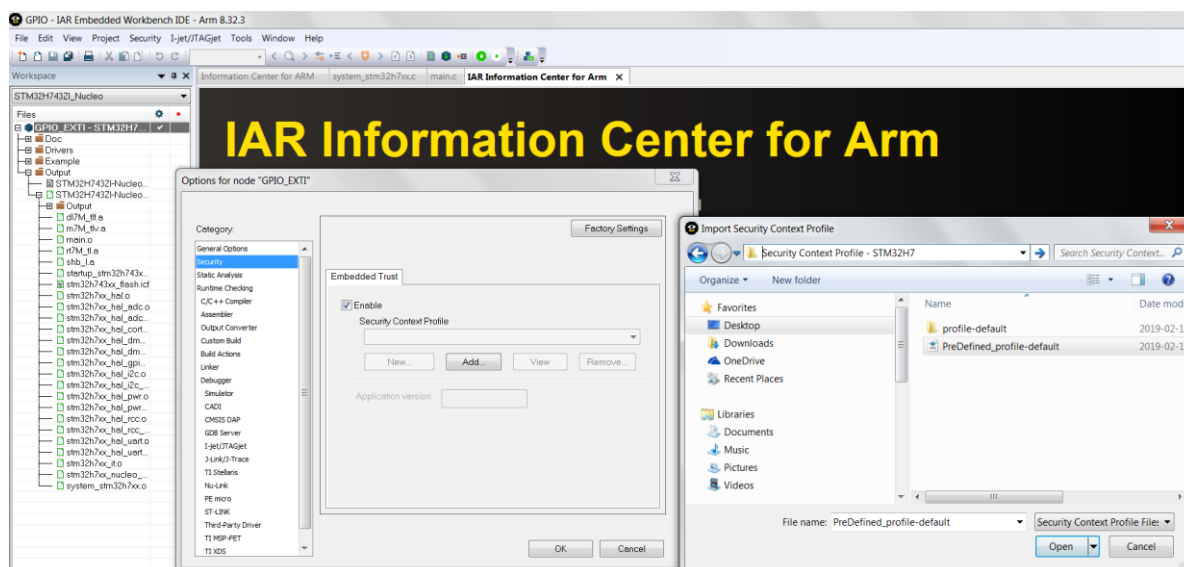 GPIO - IAR Embedded Workbench IDE - Arm 8.32.3
File Edit View Project Security I-jet/JTAGjet Tools Window Help
Workspace
Information Center for ARM system_stm32h7xx.c main.c IAR Information Center for Arm
STM32H743ZI_Nucleo
Files
GPIO_EXTI - STM32H7...
Doc
Drivers
Example
Output
STM32H743ZI-Nucleo...
STM32H743ZI-Nucleo...
Output
dl7M_tlf.a
m7M_tlv.a
main.o
rt7M_tl.a
shb_l.a
startup_stm32h743x...
stm32h743xx_flash.icf
stm32h7xx_hal.o
stm32h7xx_hal_adc.o
stm32h7xx_hal_adc...
stm32h7xx_hal_cort...
stm32h7xx_hal_dm...
stm32h7xx_hal_dm...
stm32h7xx_hal_gpi...
stm32h7xx_hal_i2c.o
stm32h7xx_hal_i2c_...
stm32h7xx_hal_pwr.o
stm32h7xx_hal_pwr...
stm32h7xx_hal_rcc.o
stm32h7xx_hal_rcc_...
stm32h7xx_hal_uart.o
stm32h7xx_hal_uart...
stm32h7xx_it.o
stm32h7xx_nucleo_...
system_stm32h7xx.o
IAR Information Center for Arm
Options for node "GPIO_EXTI"
Category:
Factory Settings
General Options
Security
Static Analysis
Runtime Checking
C/C++ Compiler
Assembler
Output Converter
Custom Build
Build Actions
Linker
Debugger
Simulator
CADI
CMSIS DAP
GDB Server
I-jet/JTAGjet
J-Link/J-Trace
TI Stellaris
Nu-Link
PE micro
ST-LINK
Third-Party Driver
TI MSP-FET
TI XDS
Embedded Trust
Enable
Security Context Profile
New... Add... View Remove...
Application version:
OK Cancel
Import Security Context Profile
Security Context Profile - STM32H7
Search Security Context...
Organize New folder
Favorites
Desktop
Downloads
OneDrive
Recent Places
Libraries
Documents
Music
Pictures
Videos
Name Date mod
profile-default 2019-02-1
PreDefined_profile-default 2019-02-1
File name: PreDefined_profile-default Security Context Profile Files
Open Cancel